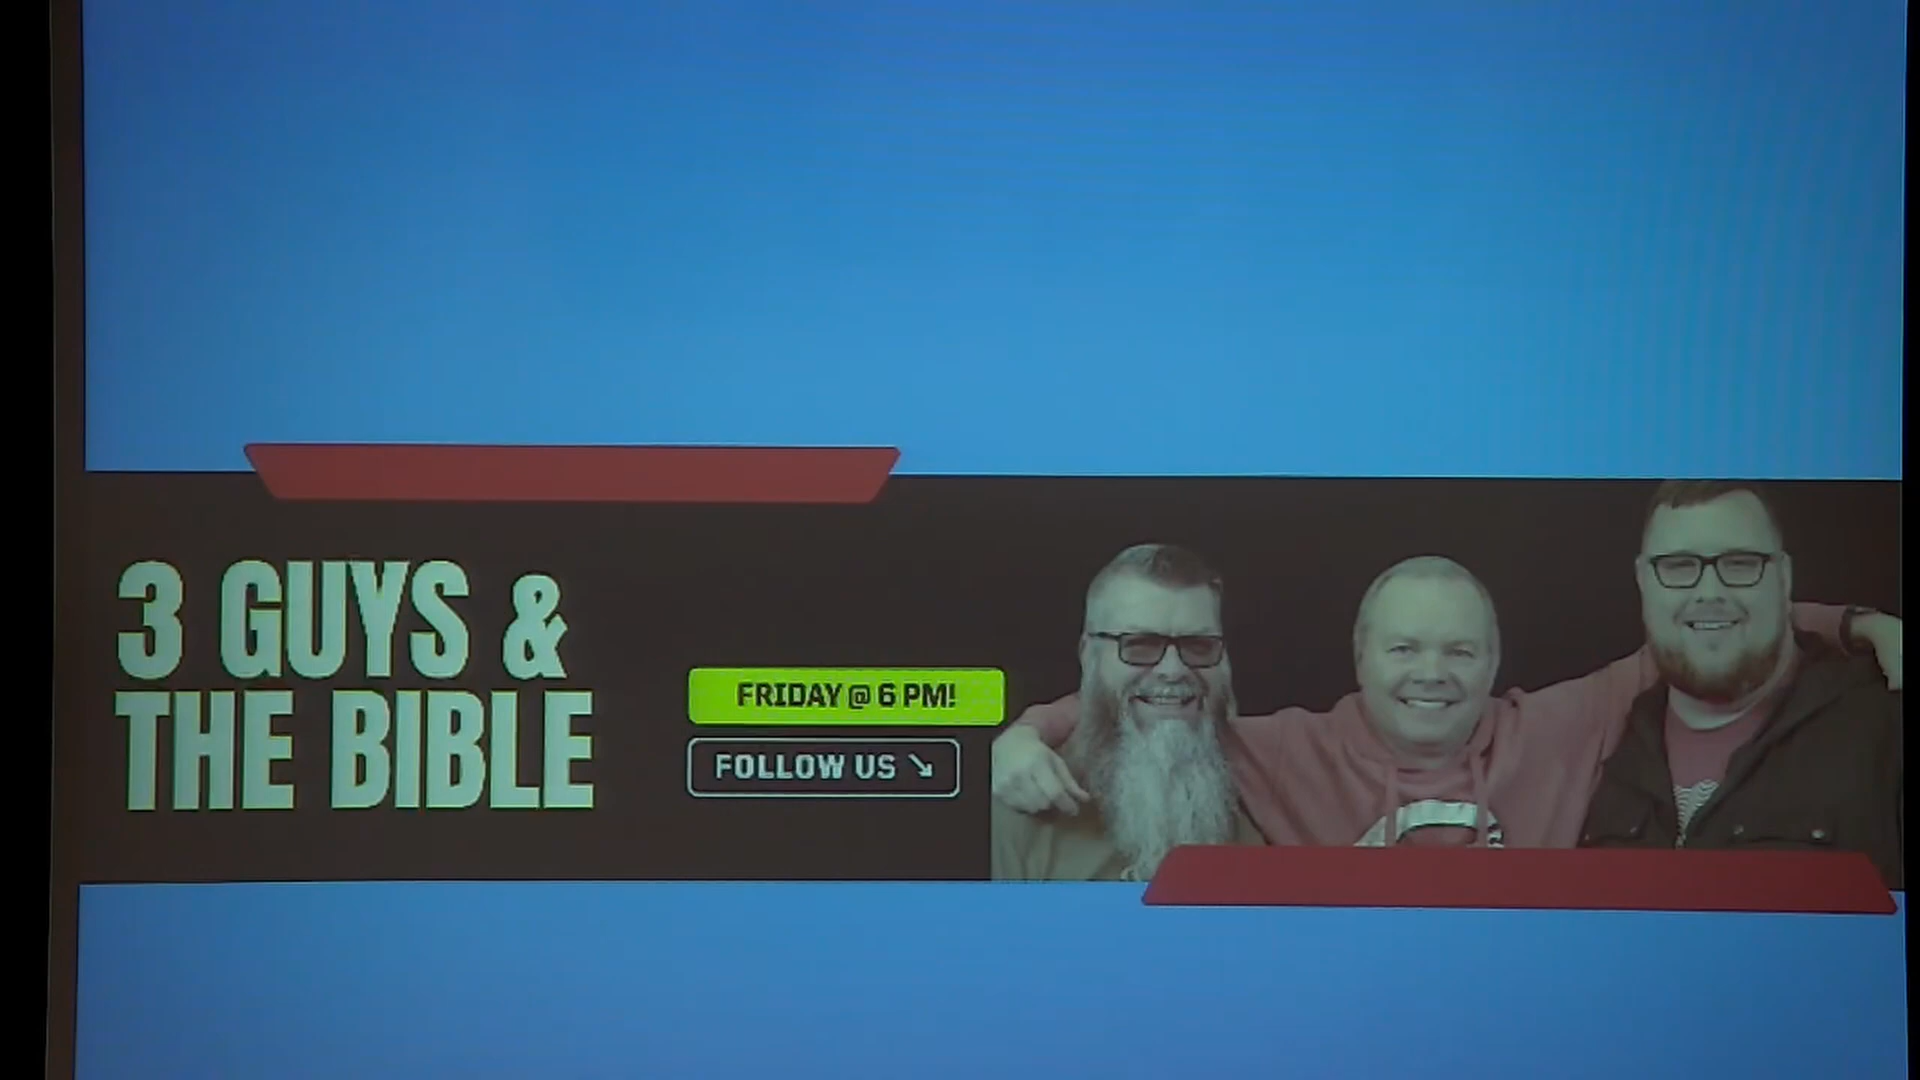 3 GUYS &
THE BIBLE
FRIDAY @ 6 PM!
FOLLOW US ↘